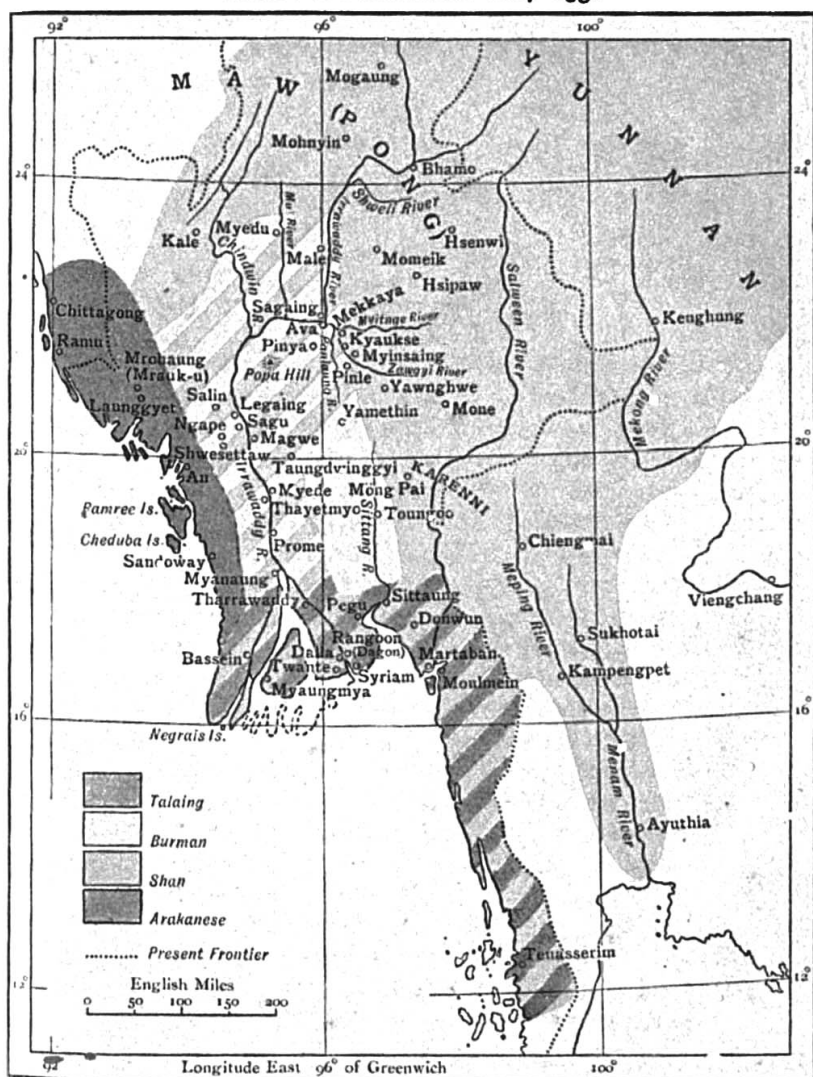 92°
96°
100°
M A W
Mogaung
Y U N N A N
(P O N G)
Mohnyin
Bhamo
24°
24°
Shweli River
Mu River
Irrawaddy River
Kale
Myedu
Chindwin R.
Male
Momeik
Hsenwi
Hsipaw
Salween River
Chittagong
Ramu
Sagaing
Mekkaya
Ava
Myitnge River
Kenghung
Pinya
Kyaukse
Myinsaing
Mrohaung
(Mrauk-u)
Popa Hill
Panlaung R.
Pinle
Zawgyi River
Yawnghwe
Mekong River
Launggyet
Salin
Legaing
Ngape
Sagu
Magwe
Yamethin
Mone
20°
20°
Shwesettaw
An
Taungdwinggyi
KARENNI
Irrawaddy R.
Kyede
Mong Pai
Ramree Is.
Thayetmyo
Sittang R.
Cheduba Is.
Prome
Chiengmai
Sandoway
Myanaung
Viengchang
Tharrawaddy
Pegu
Sittaung
Meping River
Donwun
Sukhotai
Bassein
Rangoon
Dalla
(Dagon)
Martaban
Twante
Syriam
Moulmein
Kampengpet
Myaungmya
16°
16°
Negrais Is.
Menam River
Talaing
Ayuthia
Burman
Shan
Arakanese
Present Frontier
Tenasserim
12°
12°
English Miles
0 50 100 150 200
92°
Longitude East 96° of Greenwich
100°